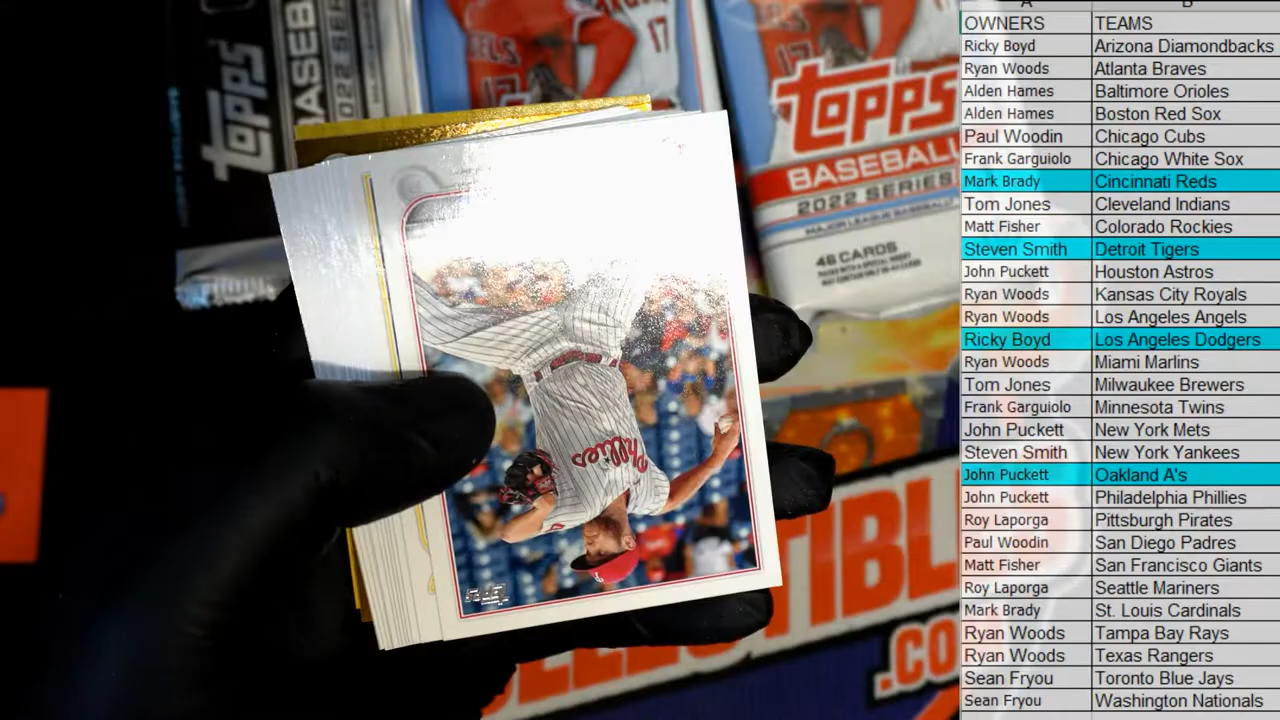 TOPPS
BASEB
2022 SERIES
17
17
TOPPS
BASEBALL
2022 SERIES
MAJOR LEAGUE BASEBALL
46 CARDS
Phillies
.CO
A B
OWNERS TEAMS
Ricky Boyd Arizona Diamondbacks
Ryan Woods Atlanta Braves
Alden Hames Baltimore Orioles
Alden Hames Boston Red Sox
Paul Woodin Chicago Cubs
Frank Garguiolo Chicago White Sox
Mark Brady Cincinnati Reds
Tom Jones Cleveland Indians
Matt Fisher Colorado Rockies
Steven Smith Detroit Tigers
John Puckett Houston Astros
Ryan Woods Kansas City Royals
Ryan Woods Los Angeles Angels
Ricky Boyd Los Angeles Dodgers
Ryan Woods Miami Marlins
Tom Jones Milwaukee Brewers
Frank Garguiolo Minnesota Twins
John Puckett New York Mets
Steven Smith New York Yankees
John Puckett Oakland A's
John Puckett Philadelphia Phillies
Roy Laporga Pittsburgh Pirates
Paul Woodin San Diego Padres
Matt Fisher San Francisco Giants
Roy Laporga Seattle Mariners
Mark Brady St. Louis Cardinals
Ryan Woods Tampa Bay Rays
Ryan Woods Texas Rangers
Sean Fryou Toronto Blue Jays
Sean Fryou Washington Nationals